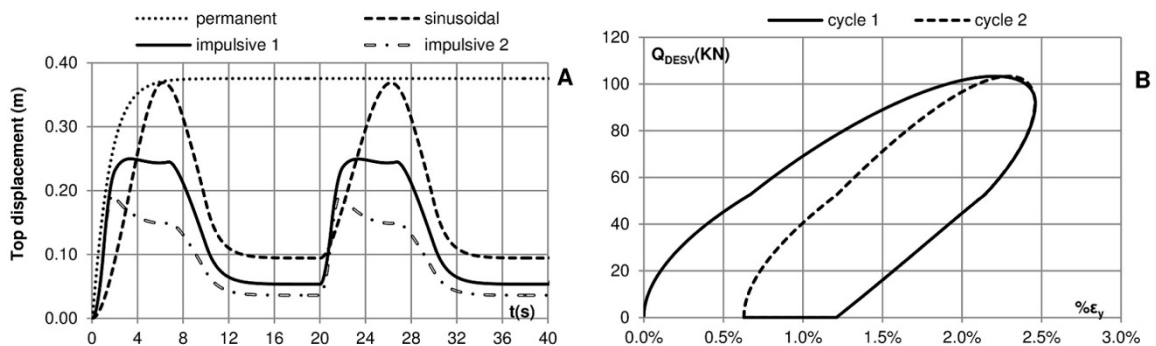 permanent sinusoidal
impulsive 1 impulsive 2
Top displacement (m)
0.40
0.30
0.20
0.10
0.00
0 4 8 12 16 20 24 28 32 36 40
t(s)
A
cycle 1 cycle 2
Q_DESV(KN)
120
100
80
60
40
20
0
0.0% 0.5% 1.0% 1.5% 2.0% 2.5% 3.0%
%ε_y
B